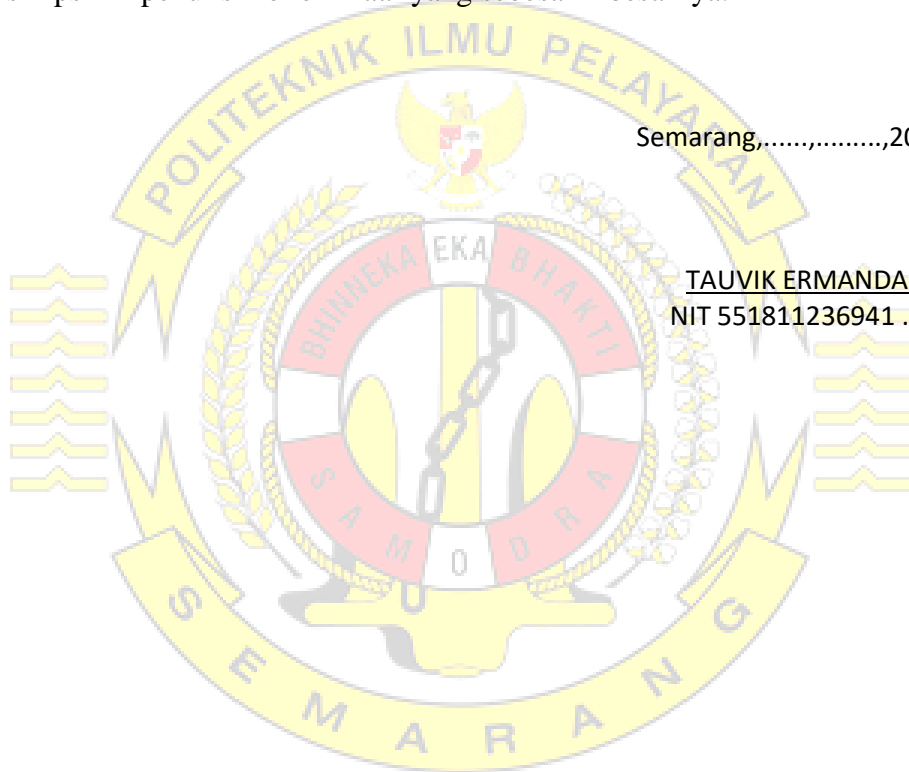 POLITEKNIK ILMU PELAYARAN
Semarang,......,.........,20
EKA
BHINNEKA BHAKTI
TAUVIK ERMANDA
NIT 551811236941 .
SAMODRA
SEMARANG